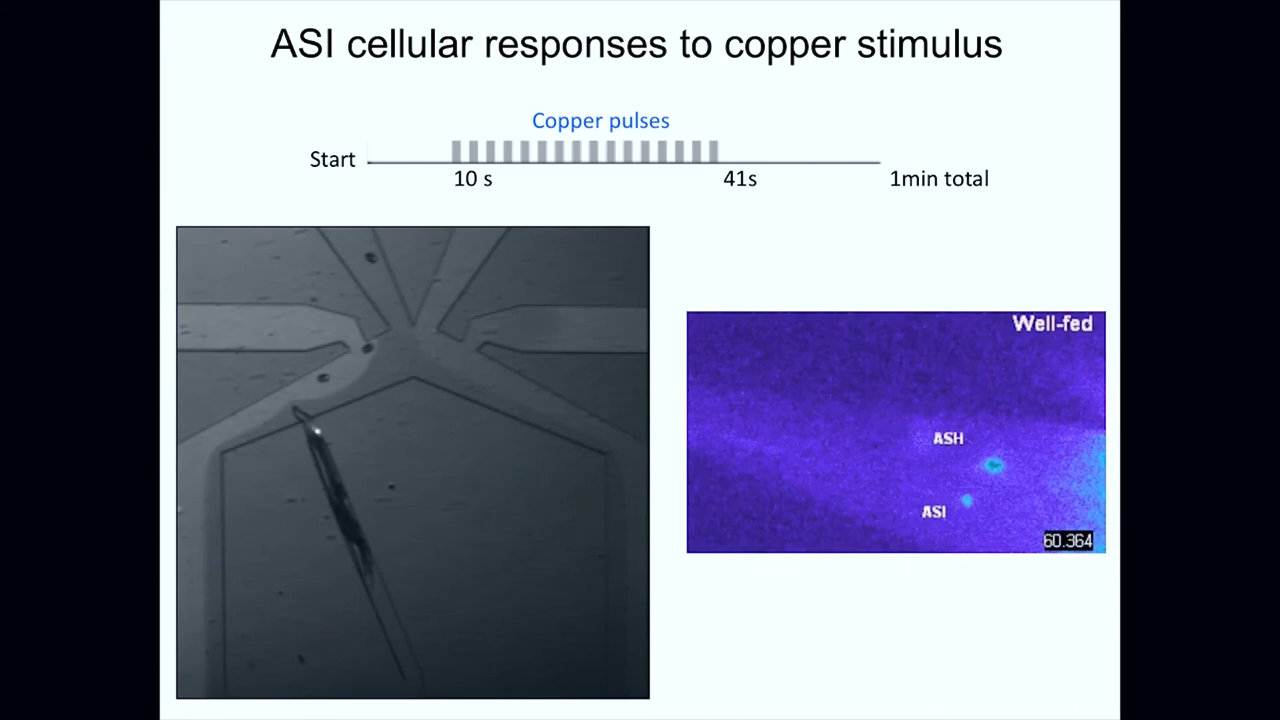 ASI cellular responses to copper stimulus
Copper pulses
Start
10 s
41s
1min total
Well-fed
ASH
ASI
60.364